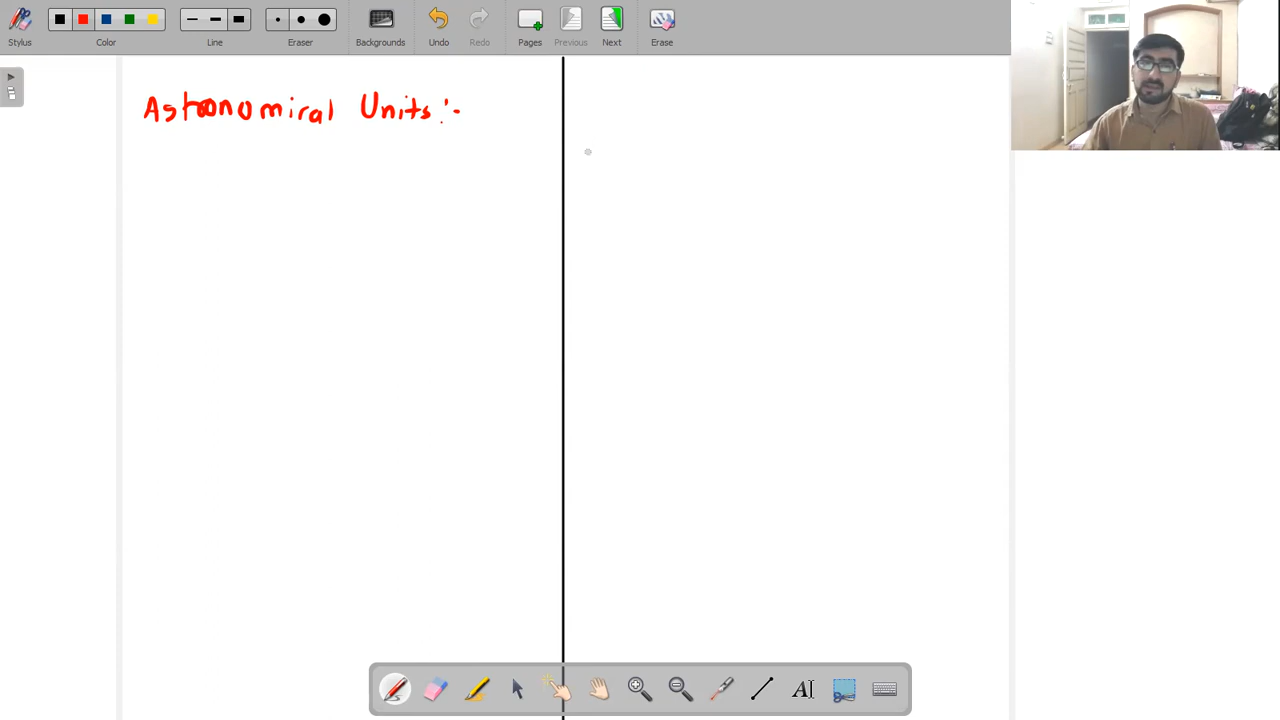 Stylus
Color
Line
Eraser
Backgrounds
Undo
Redo
Pages
Previous
Next
Erase
Astronomical Units :-